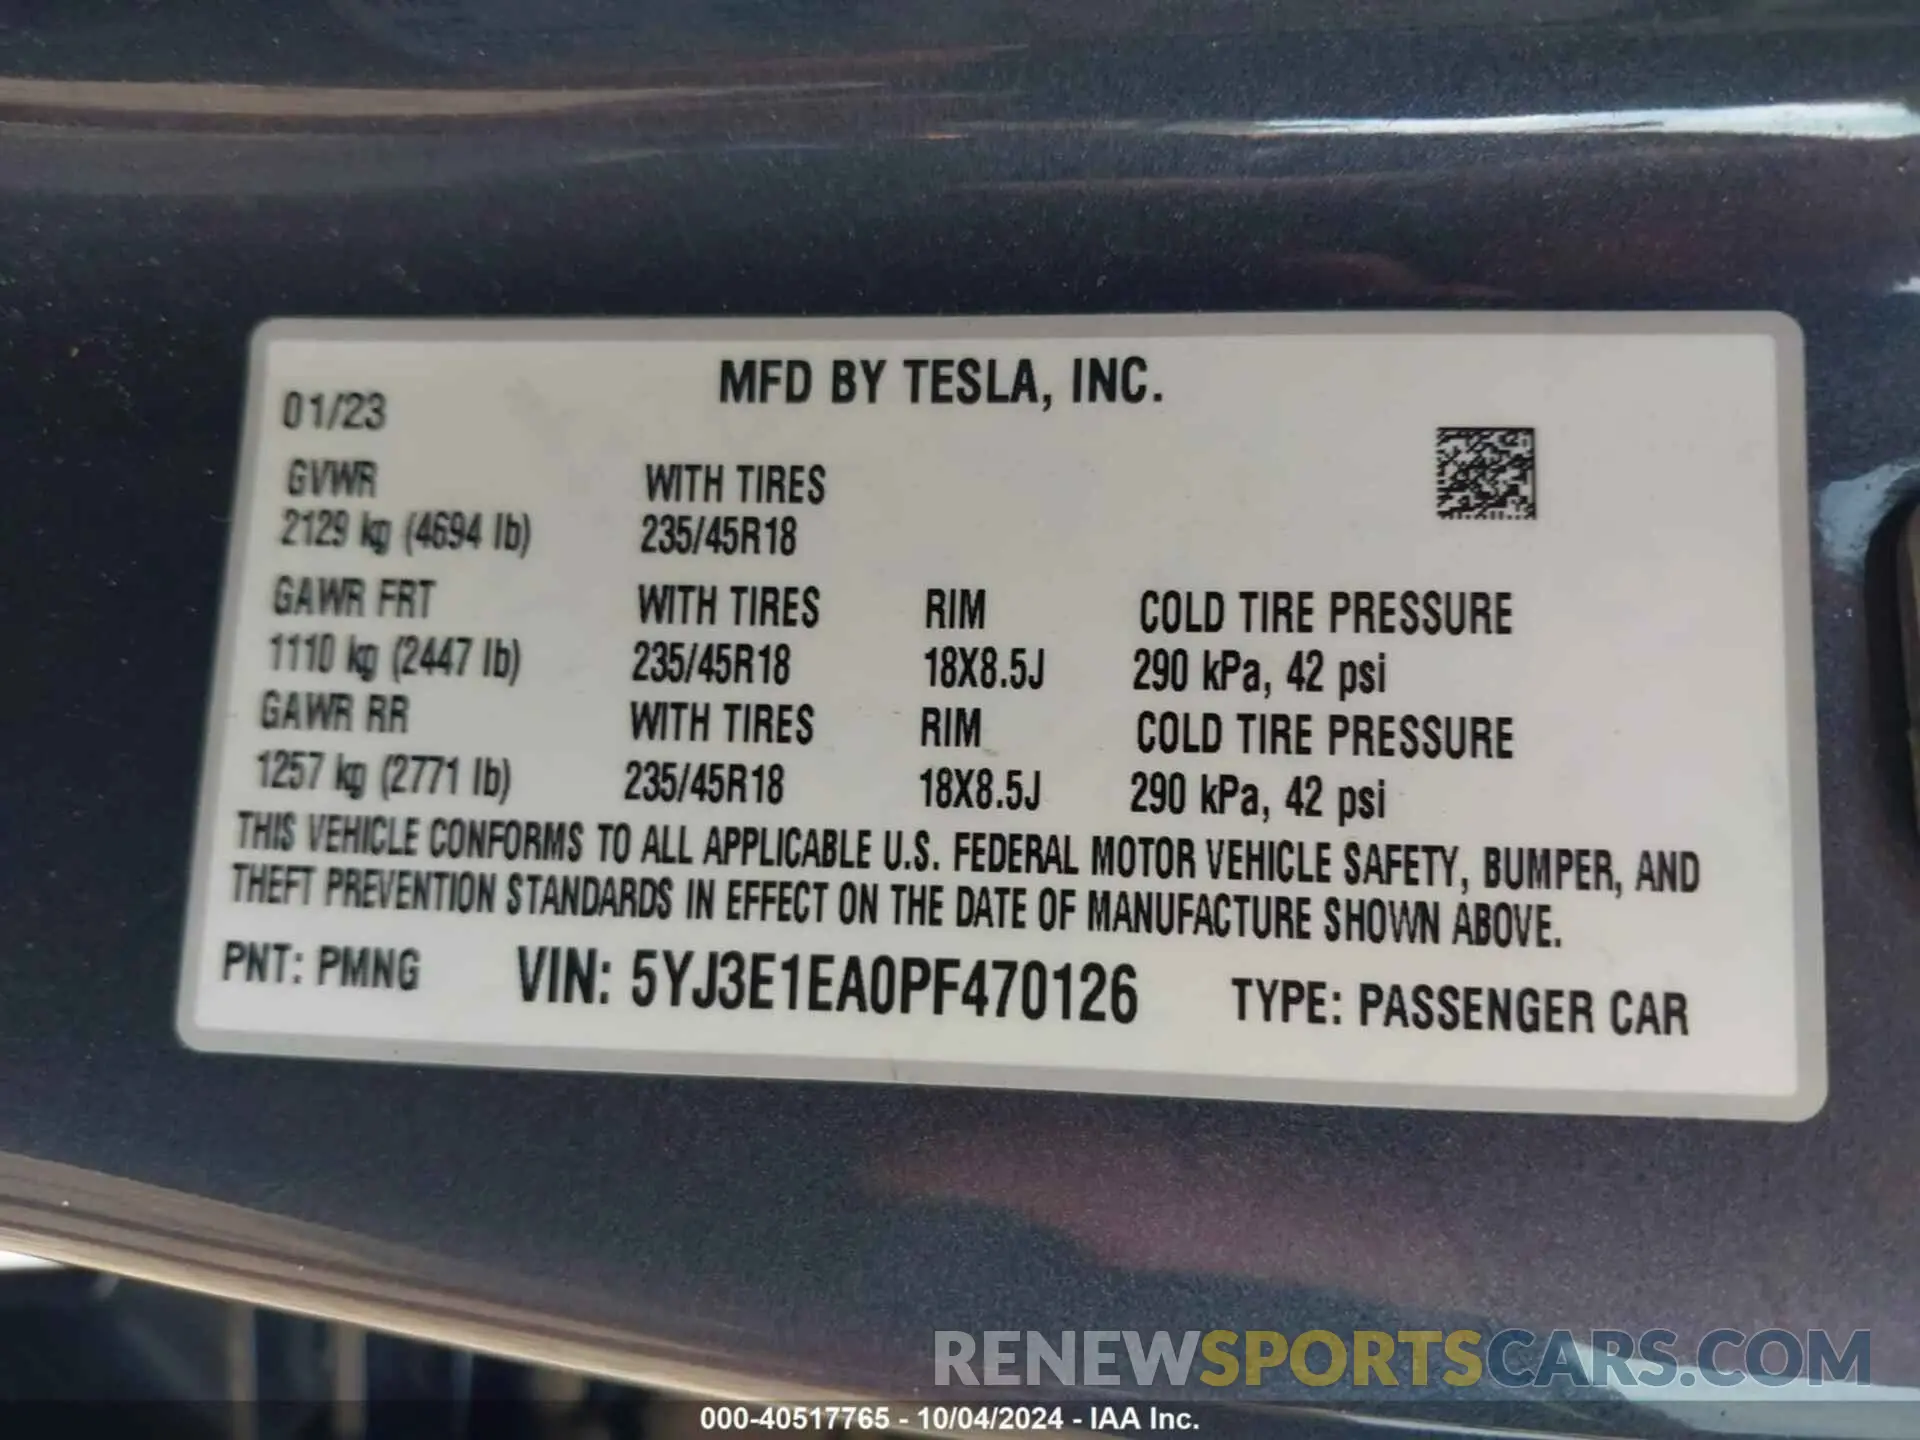 MFD BY TESLA, INC.
01/23
GVWR WITH TIRES
2129 kg (4694 lb) 235/45R18
GAWR FRT WITH TIRES RIM COLD TIRE PRESSURE
1110 kg (2447 lb) 235/45R18 18X8.5J 290 kPa, 42 psi
GAWR RR WITH TIRES RIM COLD TIRE PRESSURE
1257 kg (2771 lb) 235/45R18 18X8.5J 290 kPa, 42 psi
THIS VEHICLE CONFORMS TO ALL APPLICABLE U.S. FEDERAL MOTOR VEHICLE SAFETY, BUMPER, AND
THEFT PREVENTION STANDARDS IN EFFECT ON THE DATE OF MANUFACTURE SHOWN ABOVE.
PNT: PMNG VIN: 5YJ3E1EA0PF470126 TYPE: PASSENGER CAR
RENEWSPORTSCARS.COM
000-40517765 - 10/04/2024 - IAA Inc.